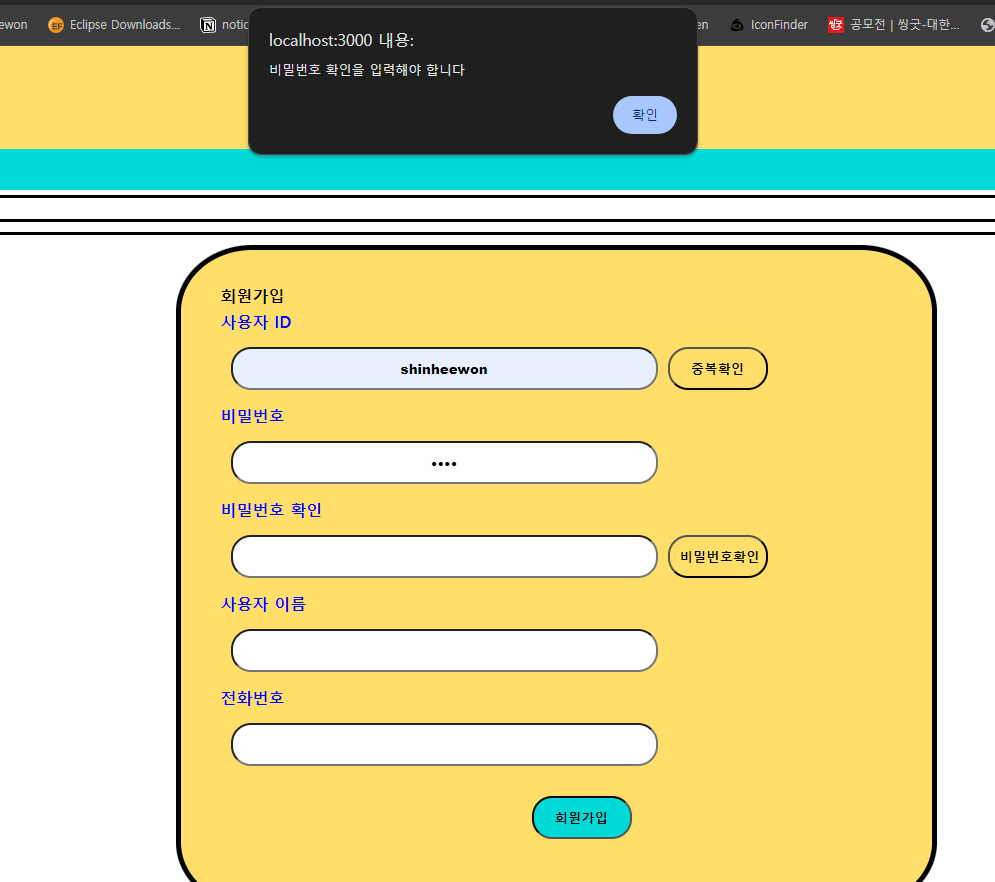 ewon Eclipse Downloads... notic en IconFinder 공모전 | 씽굿-대한...
localhost:3000 내용:
비밀번호 확인을 입력해야 합니다
확인
회원가입
사용자 ID
shinheewon 중복확인
비밀번호
••••
비밀번호 확인
비밀번호확인
사용자 이름
전화번호
회원가입